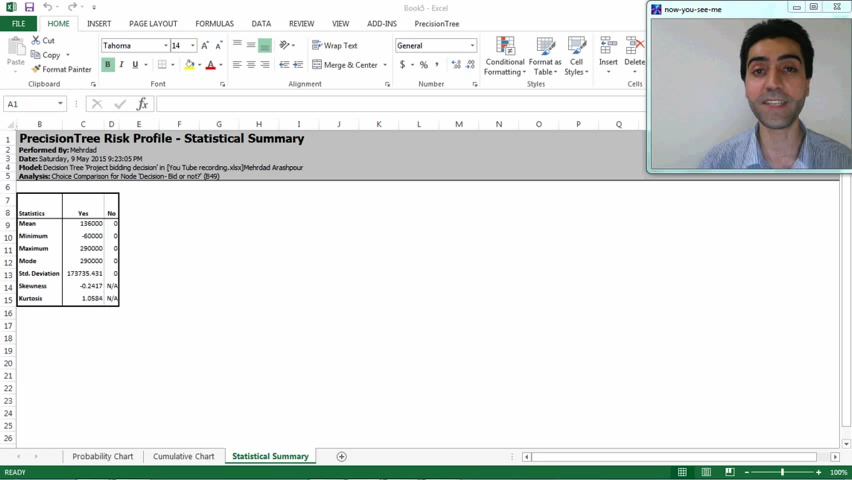 Book5 - Excel
now-you-see-me
FILE HOME INSERT PAGE LAYOUT FORMULAS DATA REVIEW VIEW ADD-INS PrecisionTree
Paste
Cut
Copy
Format Painter
Clipboard
Tahoma 14
B I U
Font
Wrap Text
Merge & Center
Alignment
General
$ % ,
Number
Conditional Formatting
Format as Table
Cell Styles
Styles
Insert Delete
A1
fx
B C D E F G H I J K L M N O P Q
1 PrecisionTree Risk Profile - Statistical Summary
2 Performed By: Mehrdad
3 Date: Saturday, 9 May 2015 9:23:05 PM
4 Model: Decision Tree 'Project bidding decision' in [You Tube recording.xlsx]Mehrdad Arashpour
5 Analysis: Choice Comparison for Node 'Decision- Bid or not?' (B49)
6
7
8 Statistics Yes No
9 Mean 136000 0
10 Minimum -60000 0
11 Maximum 290000 0
12 Mode 290000 0
13 Std. Deviation 173735.431 0
14 Skewness -0.2417 N/A
15 Kurtosis 1.0584 N/A
16
17
18
19
20
21
22
23
24
25
26
Probability Chart Cumulative Chart Statistical Summary
READY 100%